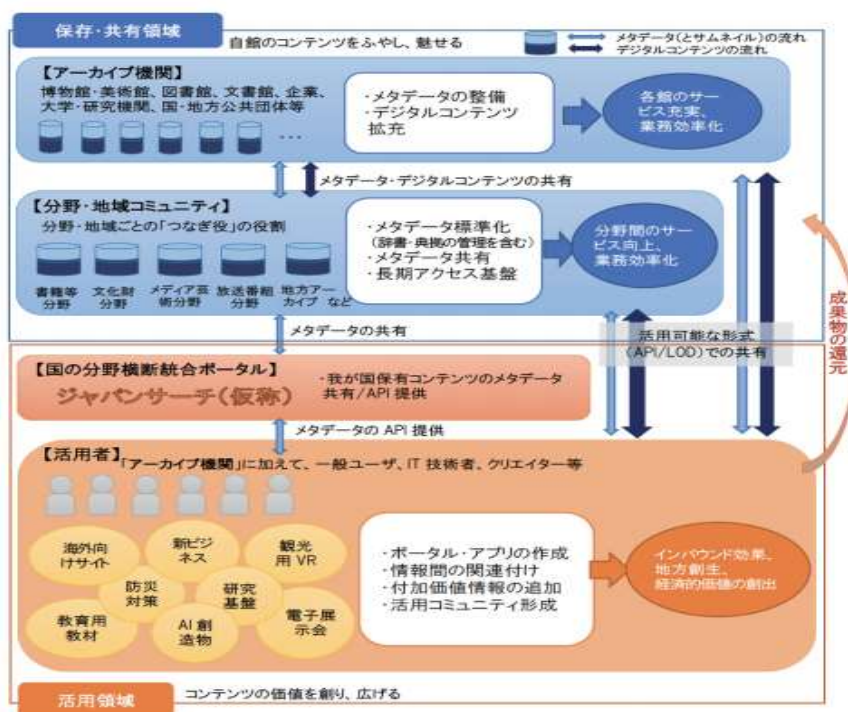 保存・共有領域
自館のコンテンツをふやし、魅せる
メタデータ(とサムネイル)の流れ
デジタルコンテンツの流れ
【アーカイブ機関】
博物館・美術館、図書館、文書館、企業、
大学・研究機関、国・地方公共団体等
…
・メタデータの整備
・デジタルコンテンツ
拡充
各館のサー
ビス充実、
業務効率化
メタデータ・デジタルコンテンツの共有
【分野・地域コミュニティ】
分野・地域ごとの「つなぎ役」の役割
書籍等
分野
文化財
分野
メディア芸
術分野
放送番組
分野
地方アー
カイブ など
・メタデータ標準化
(辞書・典拠の管理を含む)
・メタデータ共有
・長期アクセス基盤
分野間のサー
ビス向上、
業務効率化
メタデータの共有
活用可能な形式
(API/LOD)での共有
成果物の還元
【国の分野横断統合ポータル】
ジャパンサーチ(仮称)
・我が国保有コンテンツのメタデータ
共有/API 提供
メタデータの API 提供
【活用者】
「アーカイブ機関」に加えて、一般ユーザ、IT 技術者、クリエイター等
海外向
けサイト
新ビジ
ネス
観光
用 VR
防災
対策
研究
基盤
教育用
教材
AI 創
造物
電子展
示会
・ポータル・アプリの作成
・情報間の関連付け
・付加価値情報の追加
・活用コミュニティ形成
インバウンド効果、
地方創生、
経済的価値の創出
活用領域
コンテンツの価値を創り、広げる